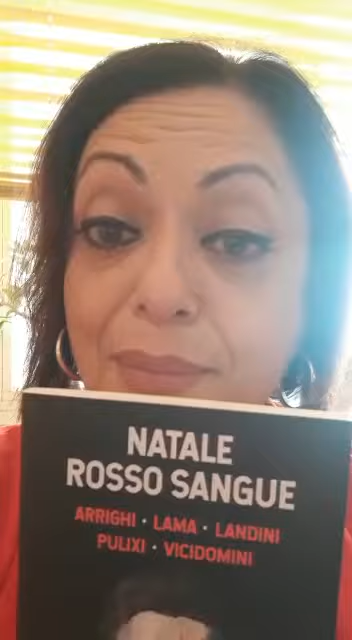 NATALE
ROSSO SANGUE
ARRIGHI · LAMA · LANDINI
PULIXI · VICIDOMINI